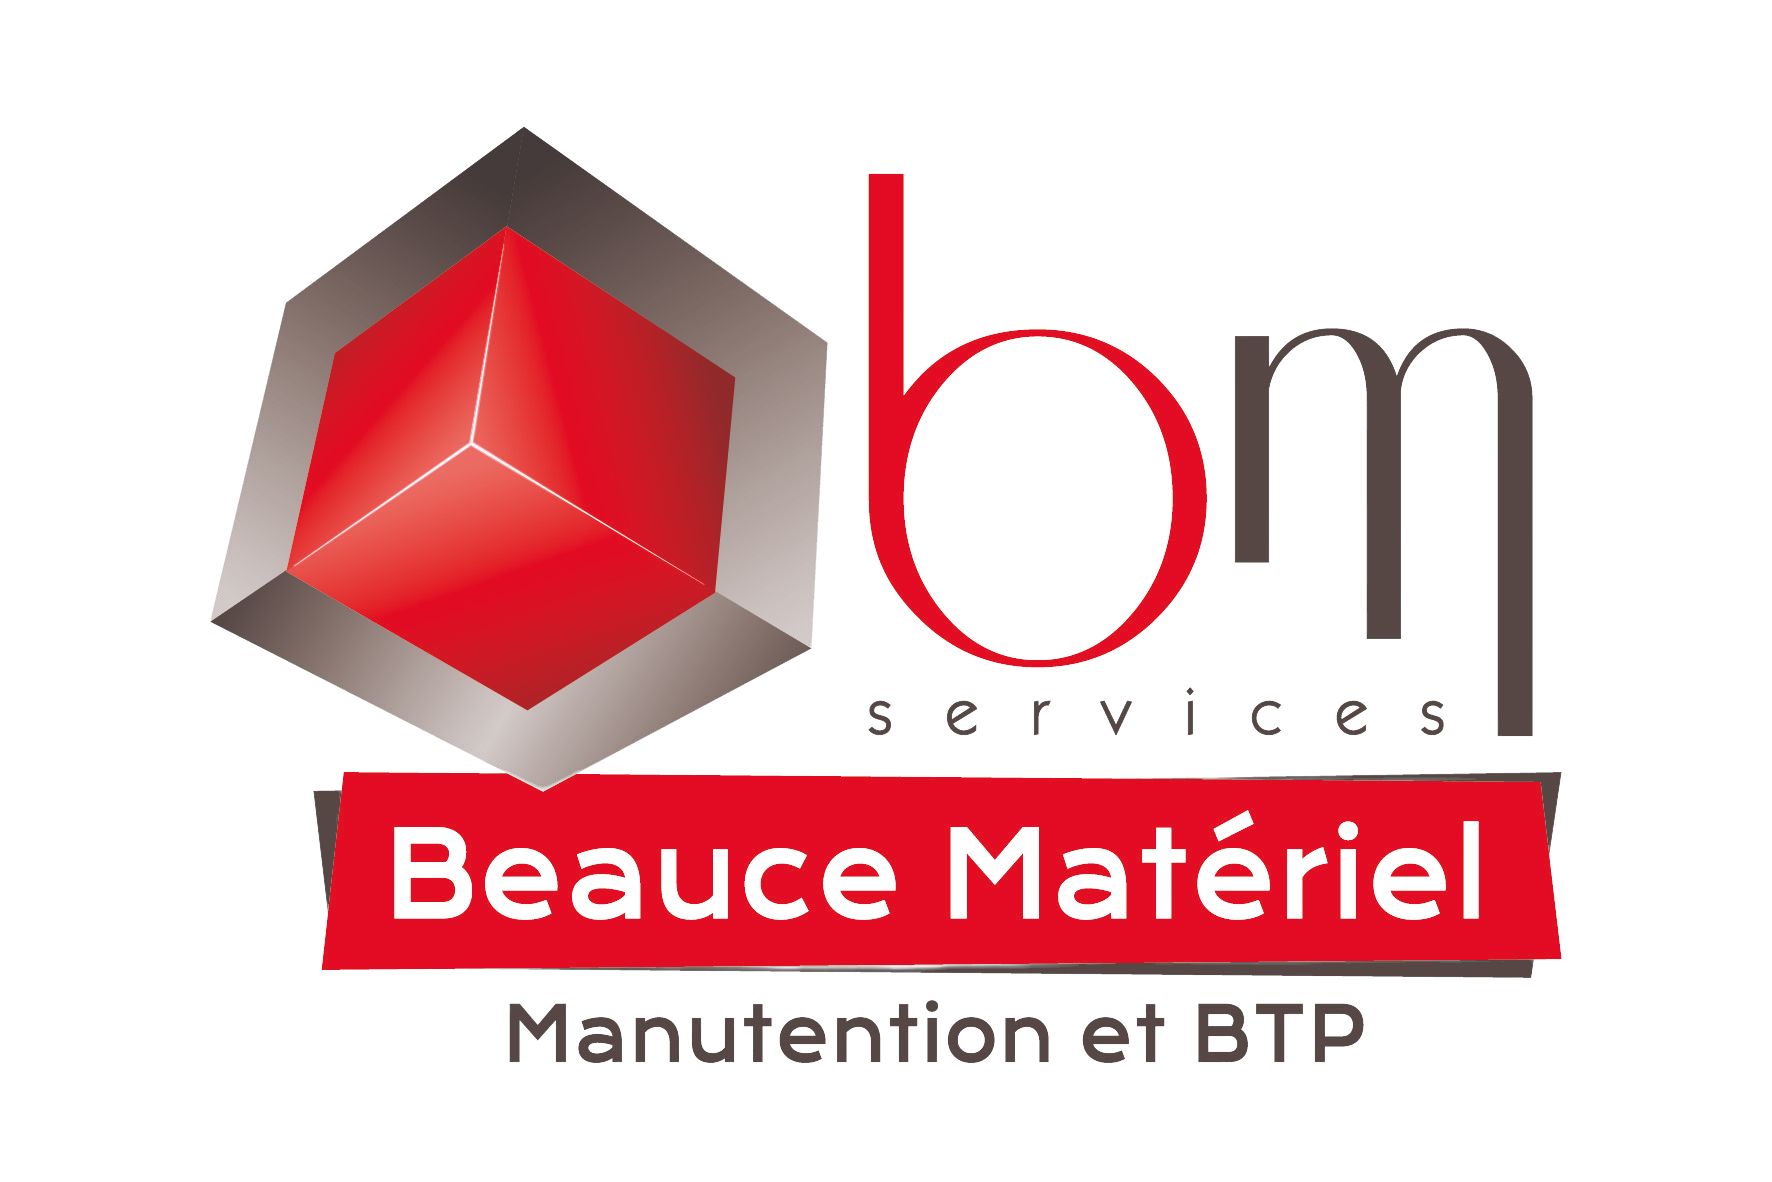 bm
services
Beauce Matériel
Manutention et BTP